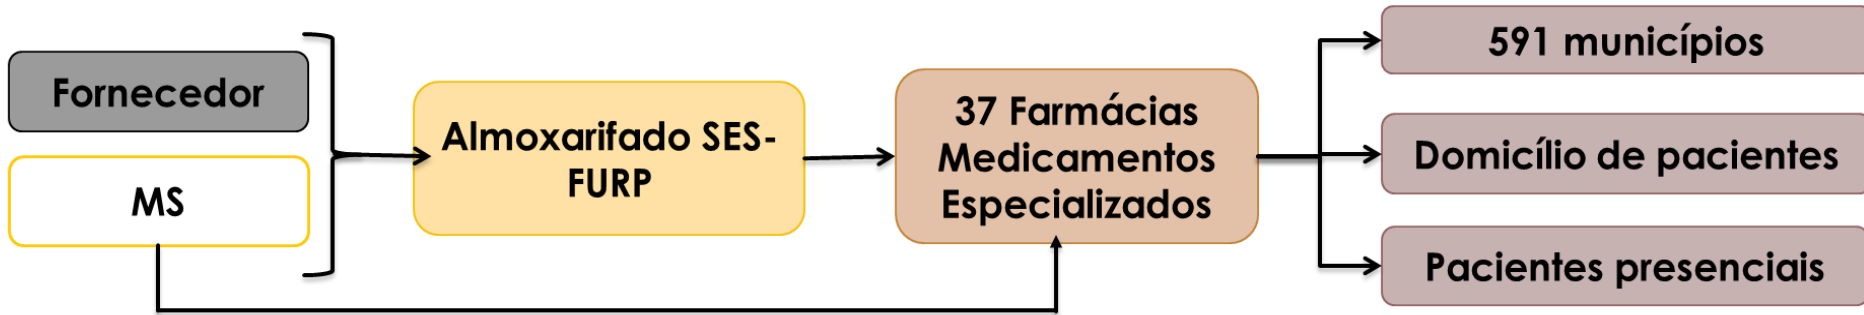 Fornecedor
MS
Almoxarifado SES-
FURP
37 Farmácias
Medicamentos
Especializados
591 municípios
Domicílio de pacientes
Pacientes presenciais